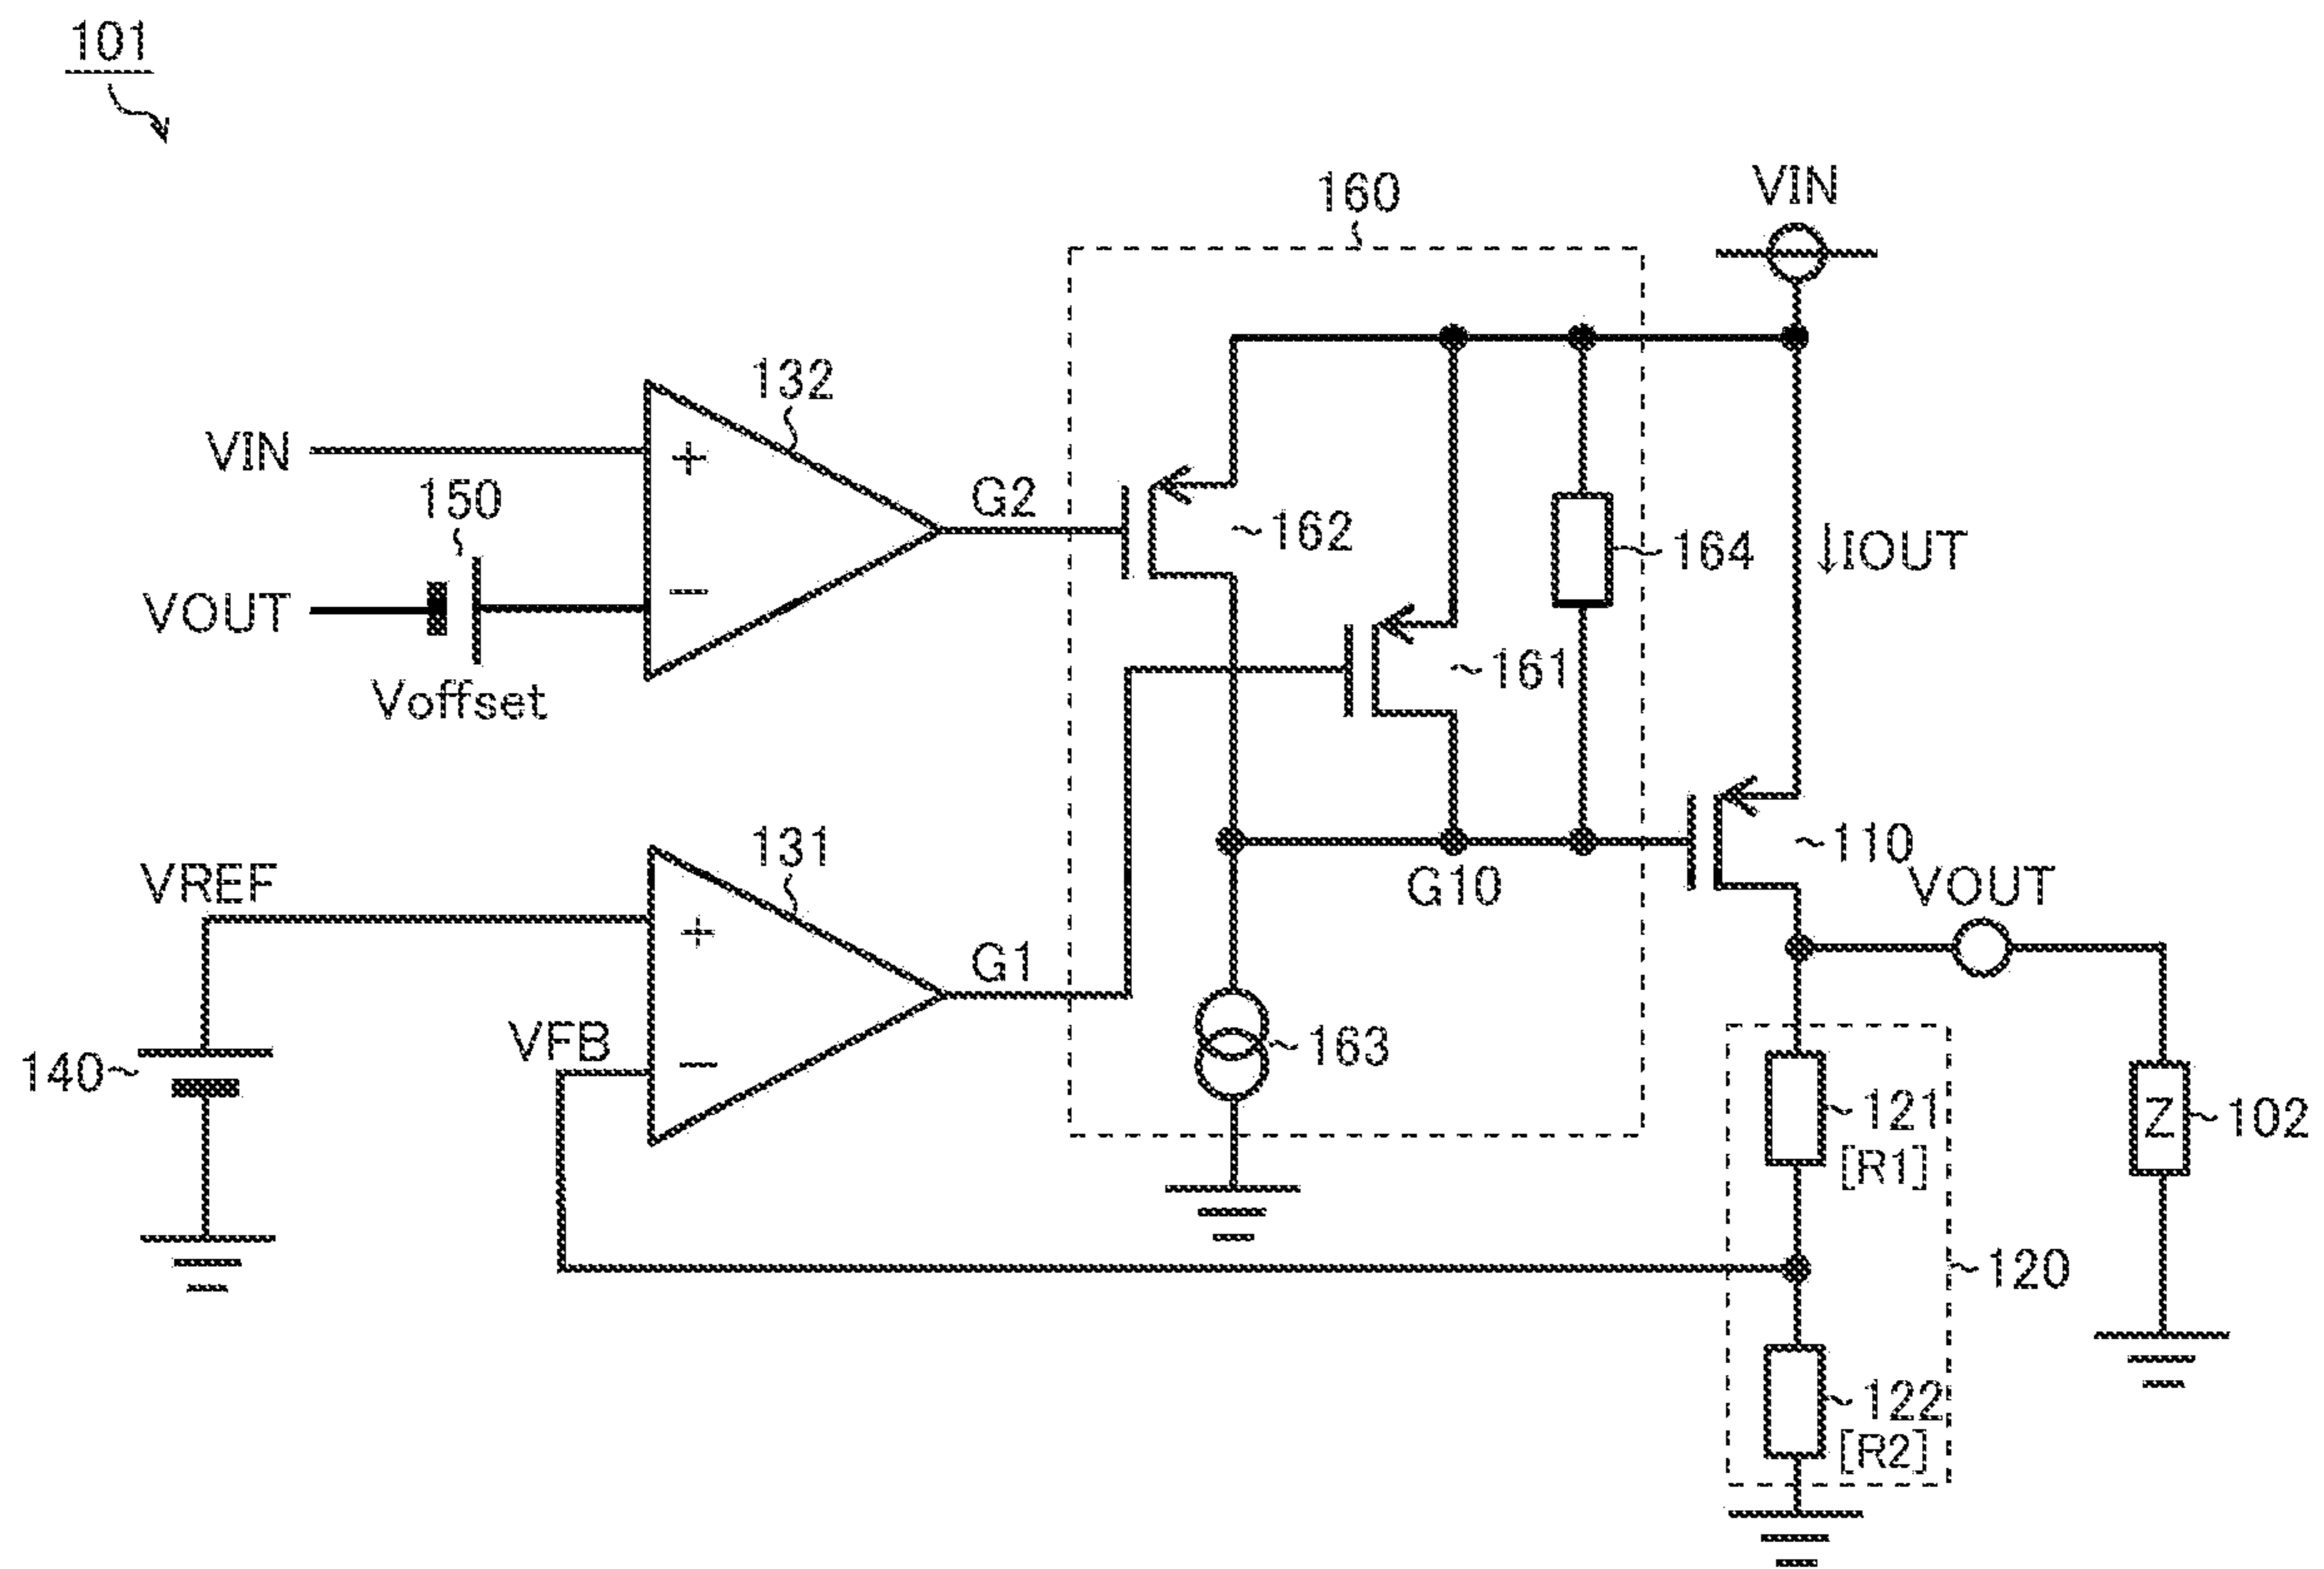 101
160
VIN
132
VIN
+
150
G2
162
164
↓IOUT
VOUT
−
161
Voffset
131
110
VREF
VOUT
+
G10
G1
VFB
163
140
−
121
102
Z
[R1]
120
122
[R2]